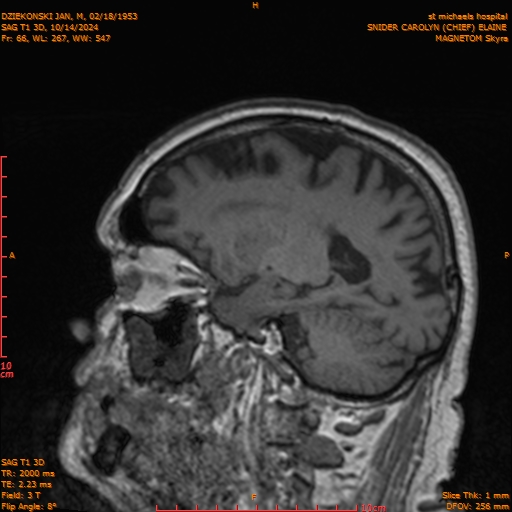 H
DZIEKONSKI JAN, M, 02/18/1953
SAG T1 3D, 10/14/2024
Fr: 66, WL: 267, WW: 547
st michaels hospital
SNIDER CAROLYN (CHIEF) ELAINE
MAGNETOM Skyra
A
P
10
cm
SAG T1 3D
TR: 2000 ms
TE: 2.23 ms
Field: 3 T
Flip Angle: 8°
F
10cm
Slice Thk: 1 mm
DFOV: 256 mm